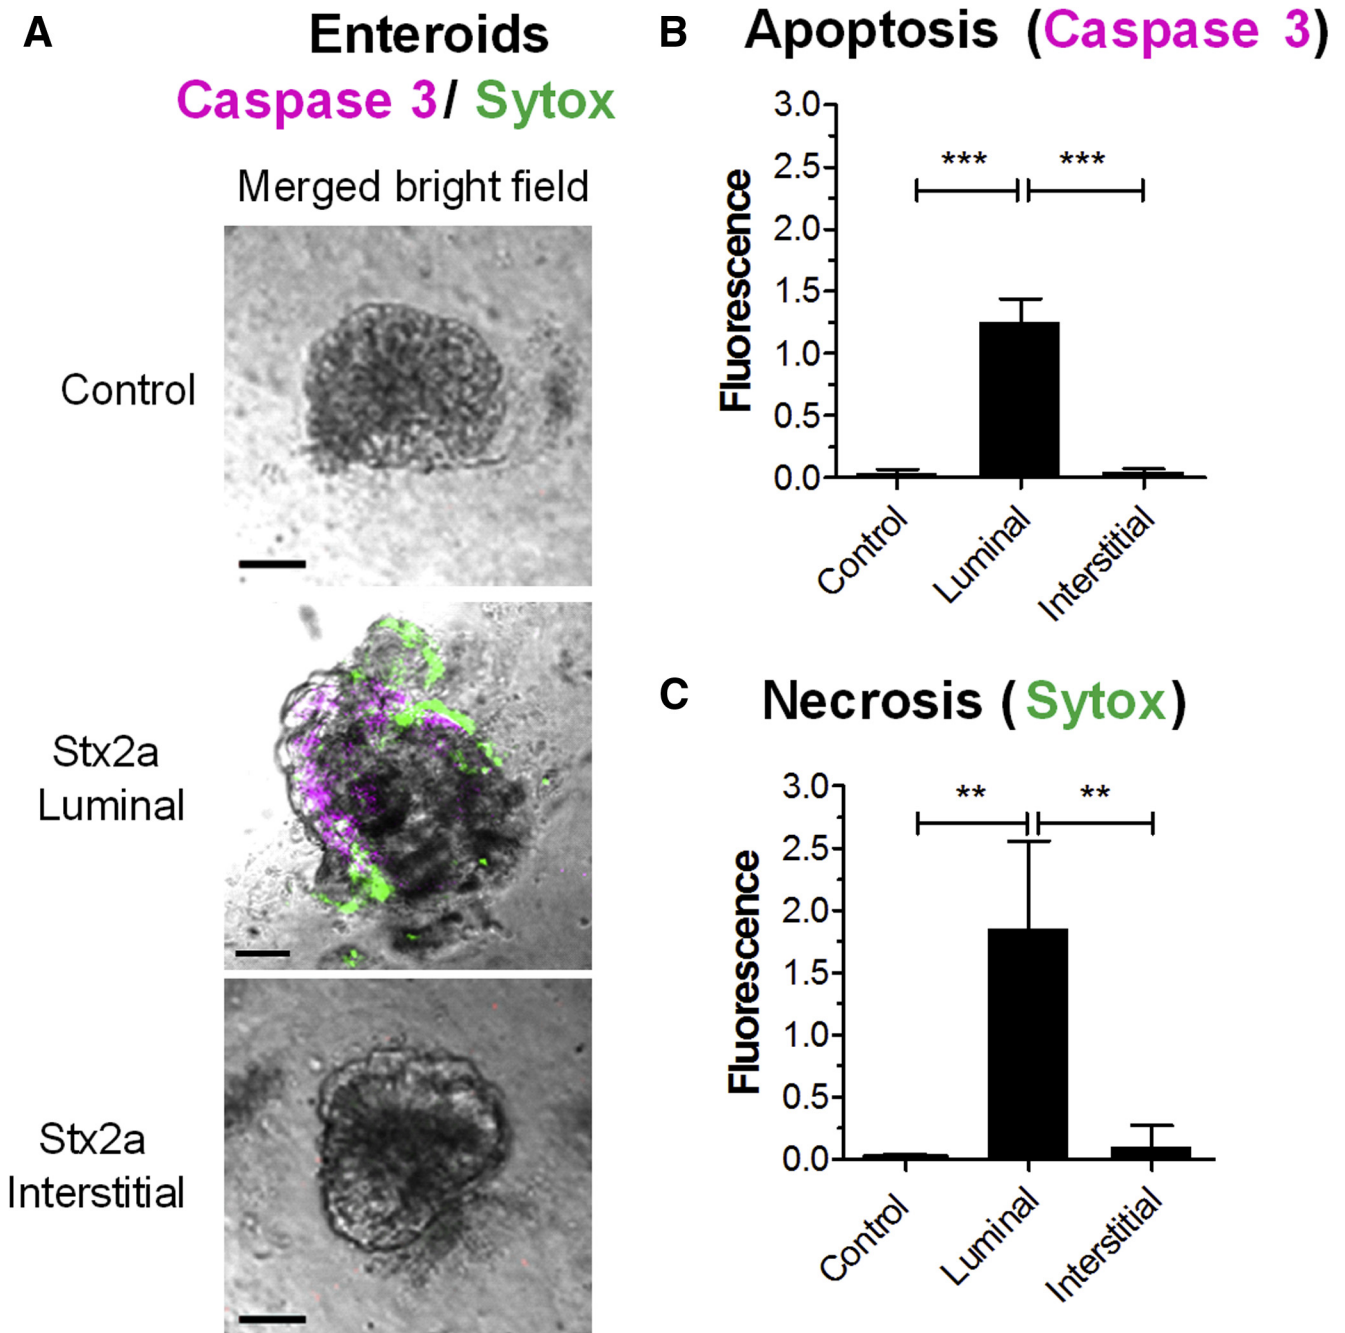 A
Enteroids
Caspase 3/ Sytox
Merged bright field
Control
Stx2a
Luminal
Stx2a
Interstitial
B
Apoptosis (Caspase 3)
Fluorescence
3.0
2.5
2.0
1.5
1.0
0.5
0.0
*** ***
Control
Luminal
Interstitial
C
Necrosis (Sytox)
Fluorescence
3.0
2.5
2.0
1.5
1.0
0.5
0.0
** **
Control
Luminal
Interstitial